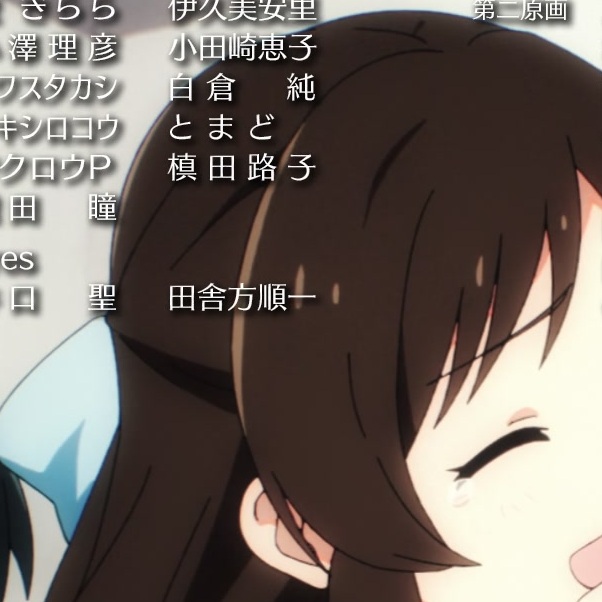 第二原画
さらら 伊久美安里
澤理彦 小田崎恵子
フスタカシ 白倉 純
キシロコウ とまど
クロウP 槙田路子
田 瞳
es
口 聖 田舎方順一